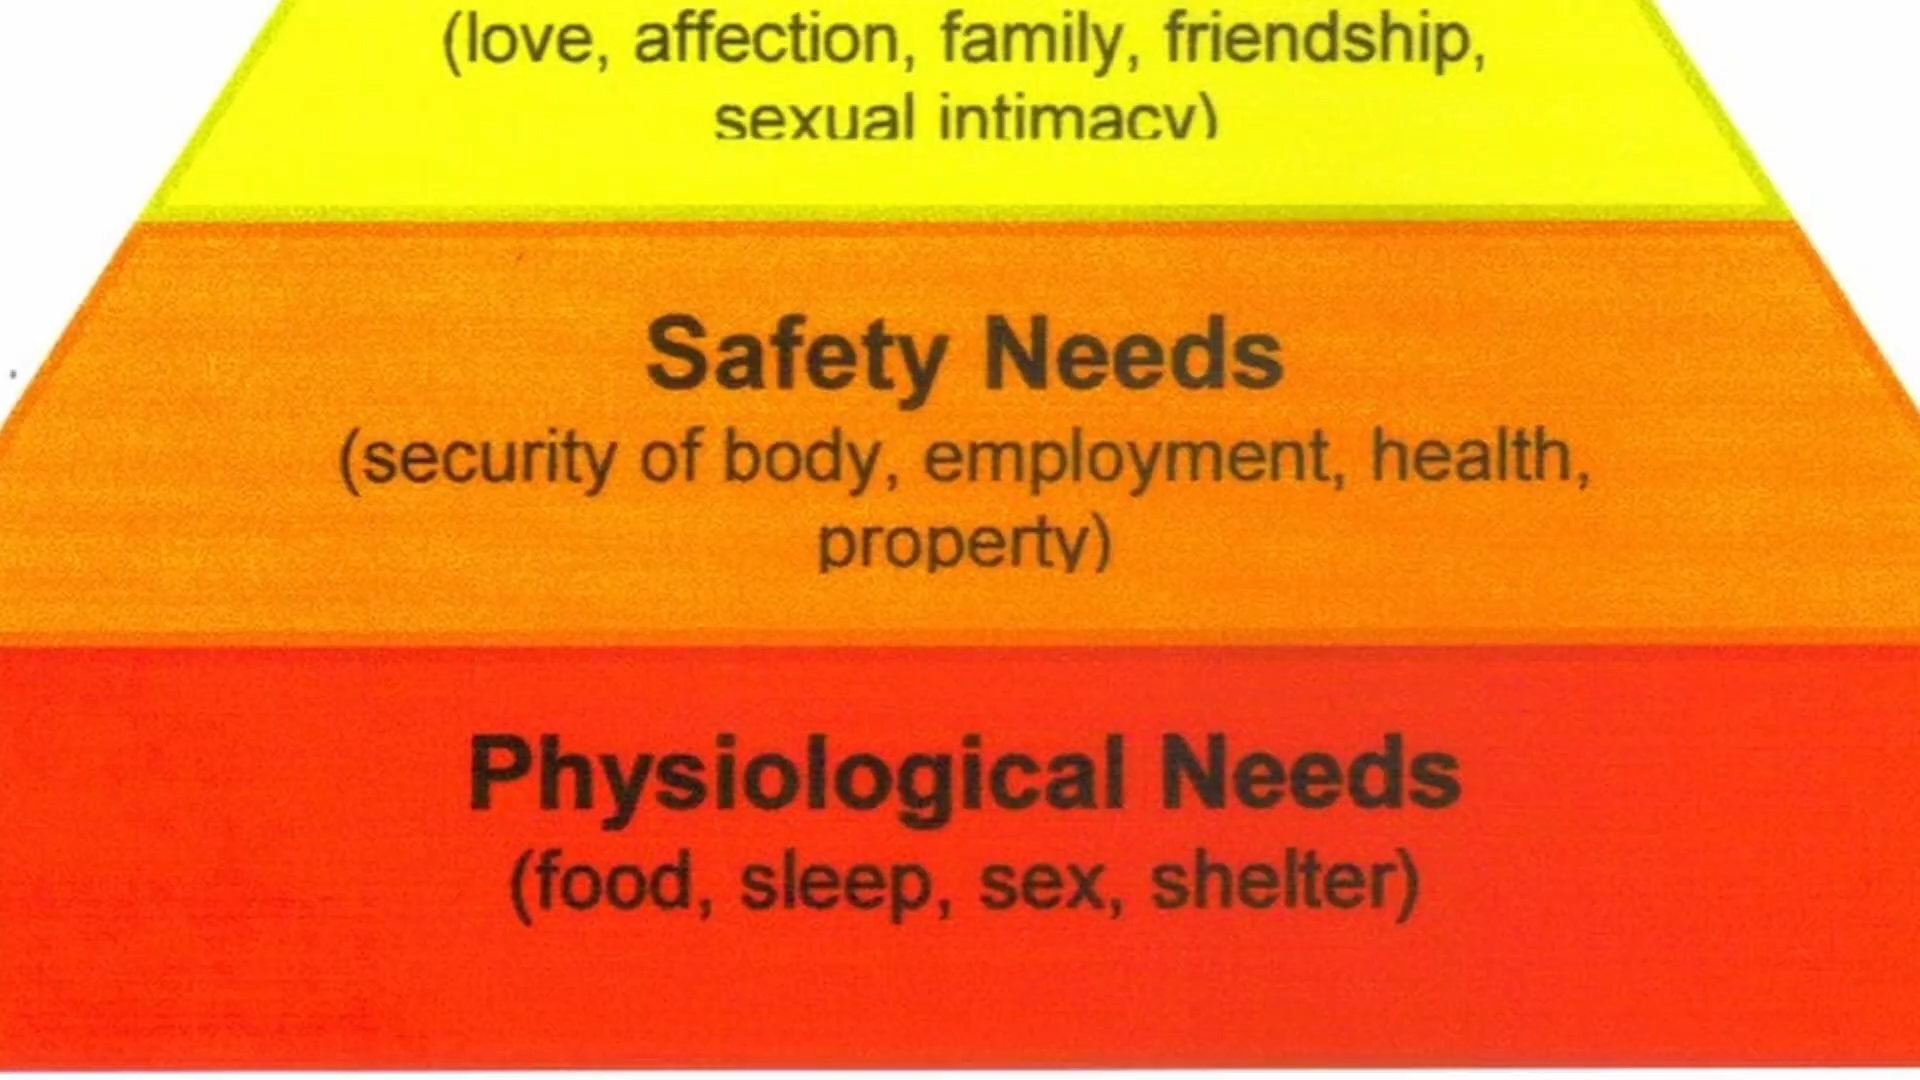 (love, affection, family, friendship,
sexual intimacy)
Safety Needs
(security of body, employment, health,
property)
Physiological Needs
(food, sleep, sex, shelter)